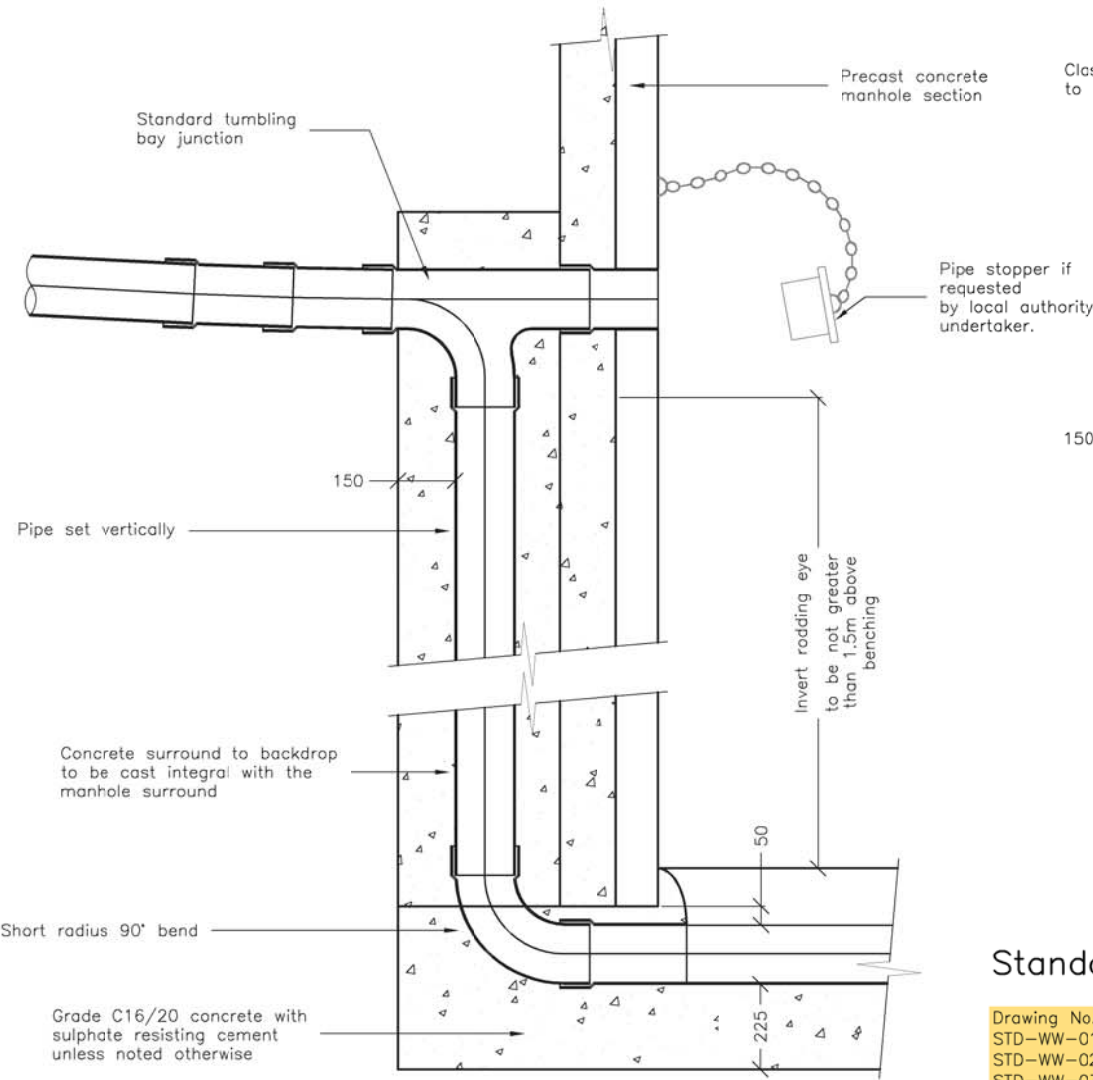 Precast concrete
manhole section
Standard tumbling
bay junction
Pipe stopper if
requested
by local authority
undertaker.
150
150
Pipe set vertically
Invert rodding eye
to be not greater
than 1.5m above
benching
Concrete surround to backdrop
to be cast integral with the
manhole surround
50
Short radius 90° bend
Grade C16/20 concrete with
sulphate resisting cement
unless noted otherwise
225
to
Drawing No.